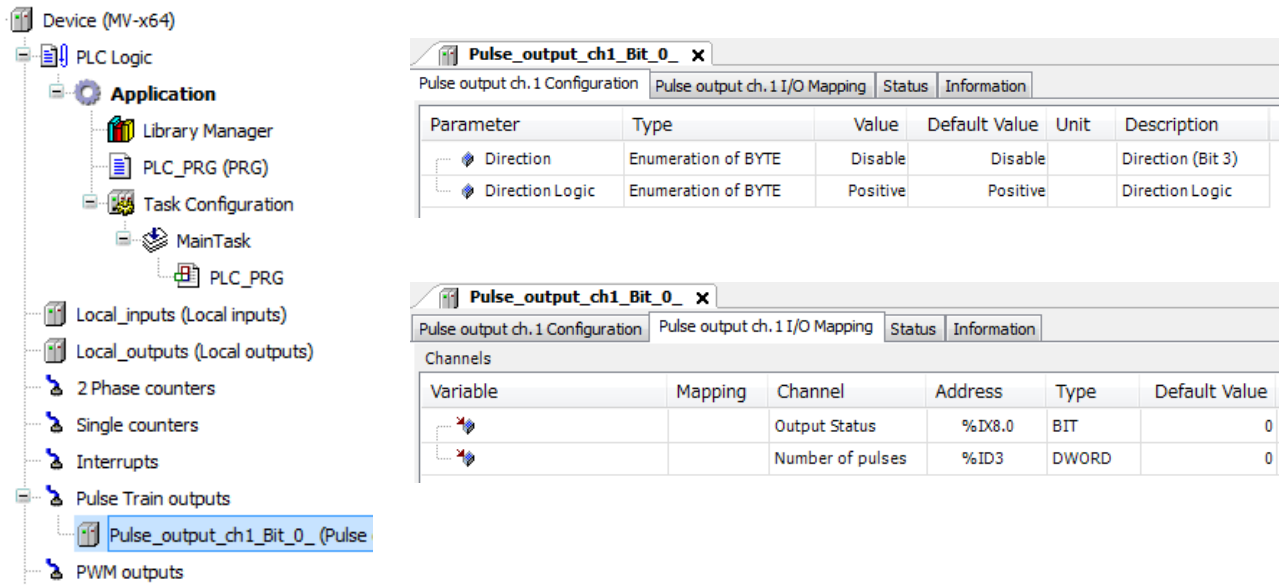 Device (MV-x64)
PLC Logic
Application
Library Manager
PLC_PRG (PRG)
Task Configuration
MainTask
PLC_PRG
Local_inputs (Local inputs)
Local_outputs (Local outputs)
2 Phase counters
Single counters
Interrupts
Pulse Train outputs
Pulse_output_ch1_Bit_0_ (Pulse
PWM outputs
Pulse_output_ch1_Bit_0_ x
Pulse output ch. 1 Configuration Pulse output ch. 1 I/O Mapping Status Information
Parameter Type Value Default Value Unit Description
Direction Enumeration of BYTE Disable Disable Direction (Bit 3)
Direction Logic Enumeration of BYTE Positive Positive Direction Logic
Pulse_output_ch1_Bit_0_ x
Pulse output ch. 1 Configuration Pulse output ch. 1 I/O Mapping Status Information
Channels
Variable Mapping Channel Address Type Default Value
Output Status %IX8.0 BIT 0
Number of pulses %ID3 DWORD 0